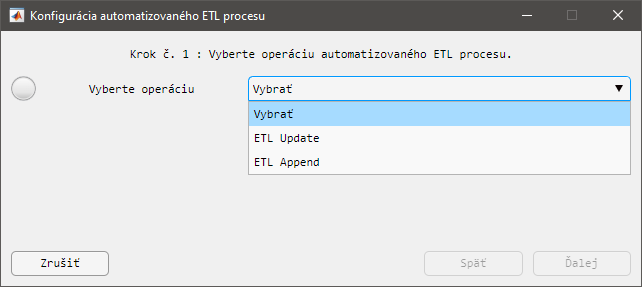 Konfigurácia automatizovaného ETL procesu
Krok č. 1 : Vyberte operáciu automatizovaného ETL procesu.
Vyberte operáciu
Vybrať
Vybrať
ETL Update
ETL Append
Zrušiť
Späť
Ďalej